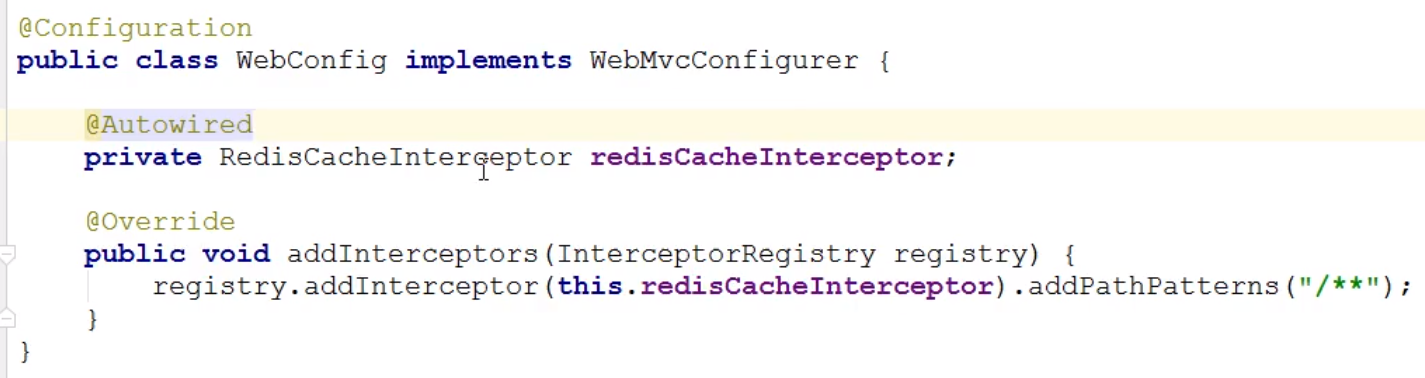 @Configuration
public class WebConfig implements WebMvcConfigurer {
@Autowired
private RedisCacheInterceptor redisCacheInterceptor;
@Override
public void addInterceptors(InterceptorRegistry registry) {
registry.addInterceptor(this.redisCacheInterceptor).addPathPatterns("/**");
}
}